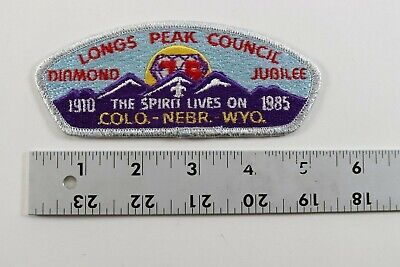 LONGS PEAK COUNCIL
DIAMOND 75 JUBILEE
1910 THE SPIRIT LIVES ON 1985
COLO.-NEBR.-WYO.
1 2 3 4 5 6
23 22 21 20 19 18